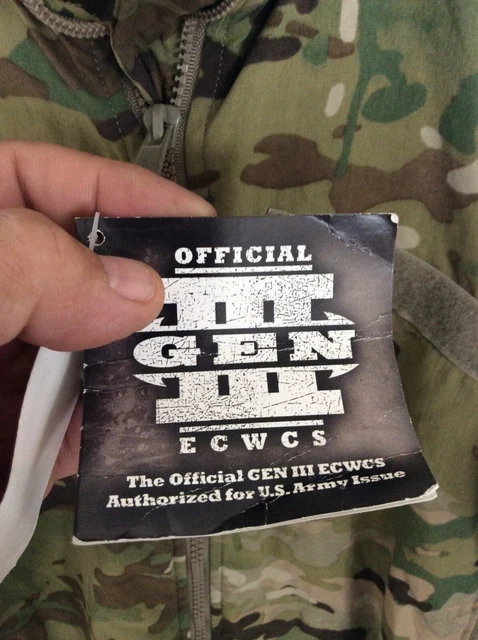 OFFICIAL
III
GEN
ECWCS
The Official GEN III ECWCS
Authorized for U.S. Army Issue